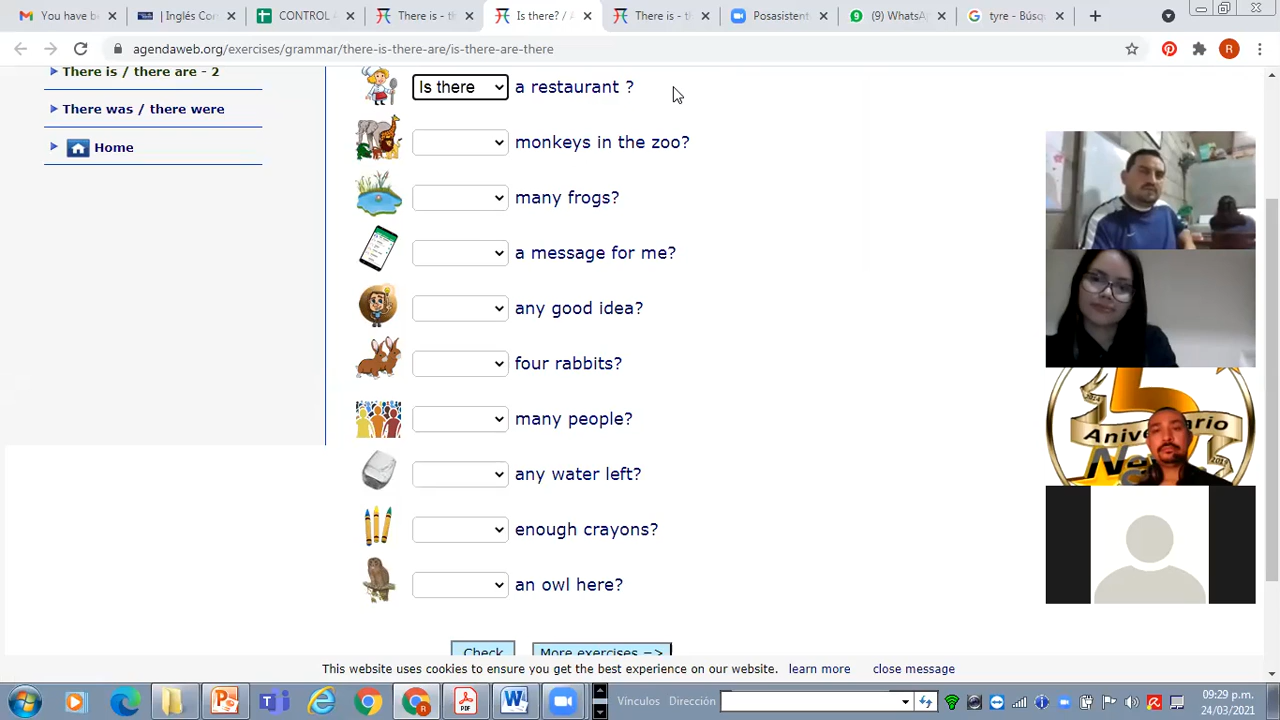 You have b
Inglés Con
CONTROL
There is - t
Is there? / A
There is - t
Posasistent
(9) WhatsA
tyre - Búsq
agendaweb.org/exercises/grammar/there-is-there-are/is-there-are-there
R
There is / there are - 2
There was / there were
Home
Is there a restaurant ?
monkeys in the zoo?
many frogs?
a message for me?
any good idea?
four rabbits?
many people?
any water left?
enough crayons?
an owl here?
Check
More exercises =>
5
Aniversario
This website uses cookies to ensure you get the best experience on our website. learn more close message
Vínculos Dirección
09:29 p.m.
24/03/2021